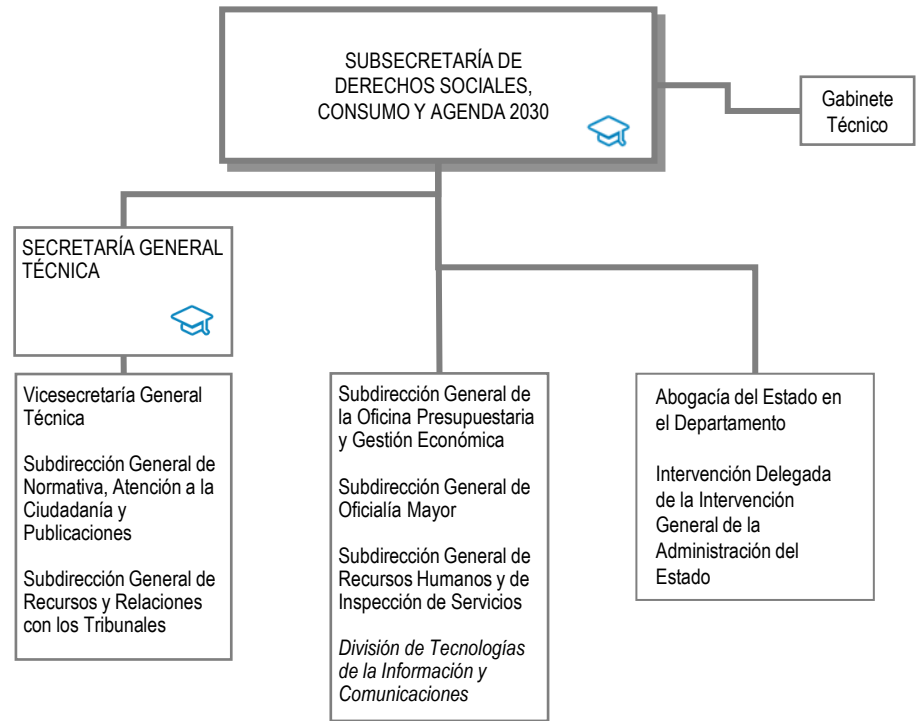 SUBSECRETARÍA DE
DERECHOS SOCIALES,
CONSUMO Y AGENDA 2030
Gabinete
Técnico
SECRETARÍA GENERAL
TÉCNICA
Vicesecretaría General
Técnica
Subdirección General de
Normativa, Atención a la
Ciudadanía y
Publicaciones
Subdirección General de
Recursos y Relaciones
con los Tribunales
Subdirección General de
la Oficina Presupuestaria
y Gestión Económica
Subdirección General de
Oficialía Mayor
Subdirección General de
Recursos Humanos y de
Inspección de Servicios
División de Tecnologías
de la Información y
Comunicaciones
Abogacía del Estado en
el Departamento
Intervención Delegada
de la Intervención
General de la
Administración del
Estado